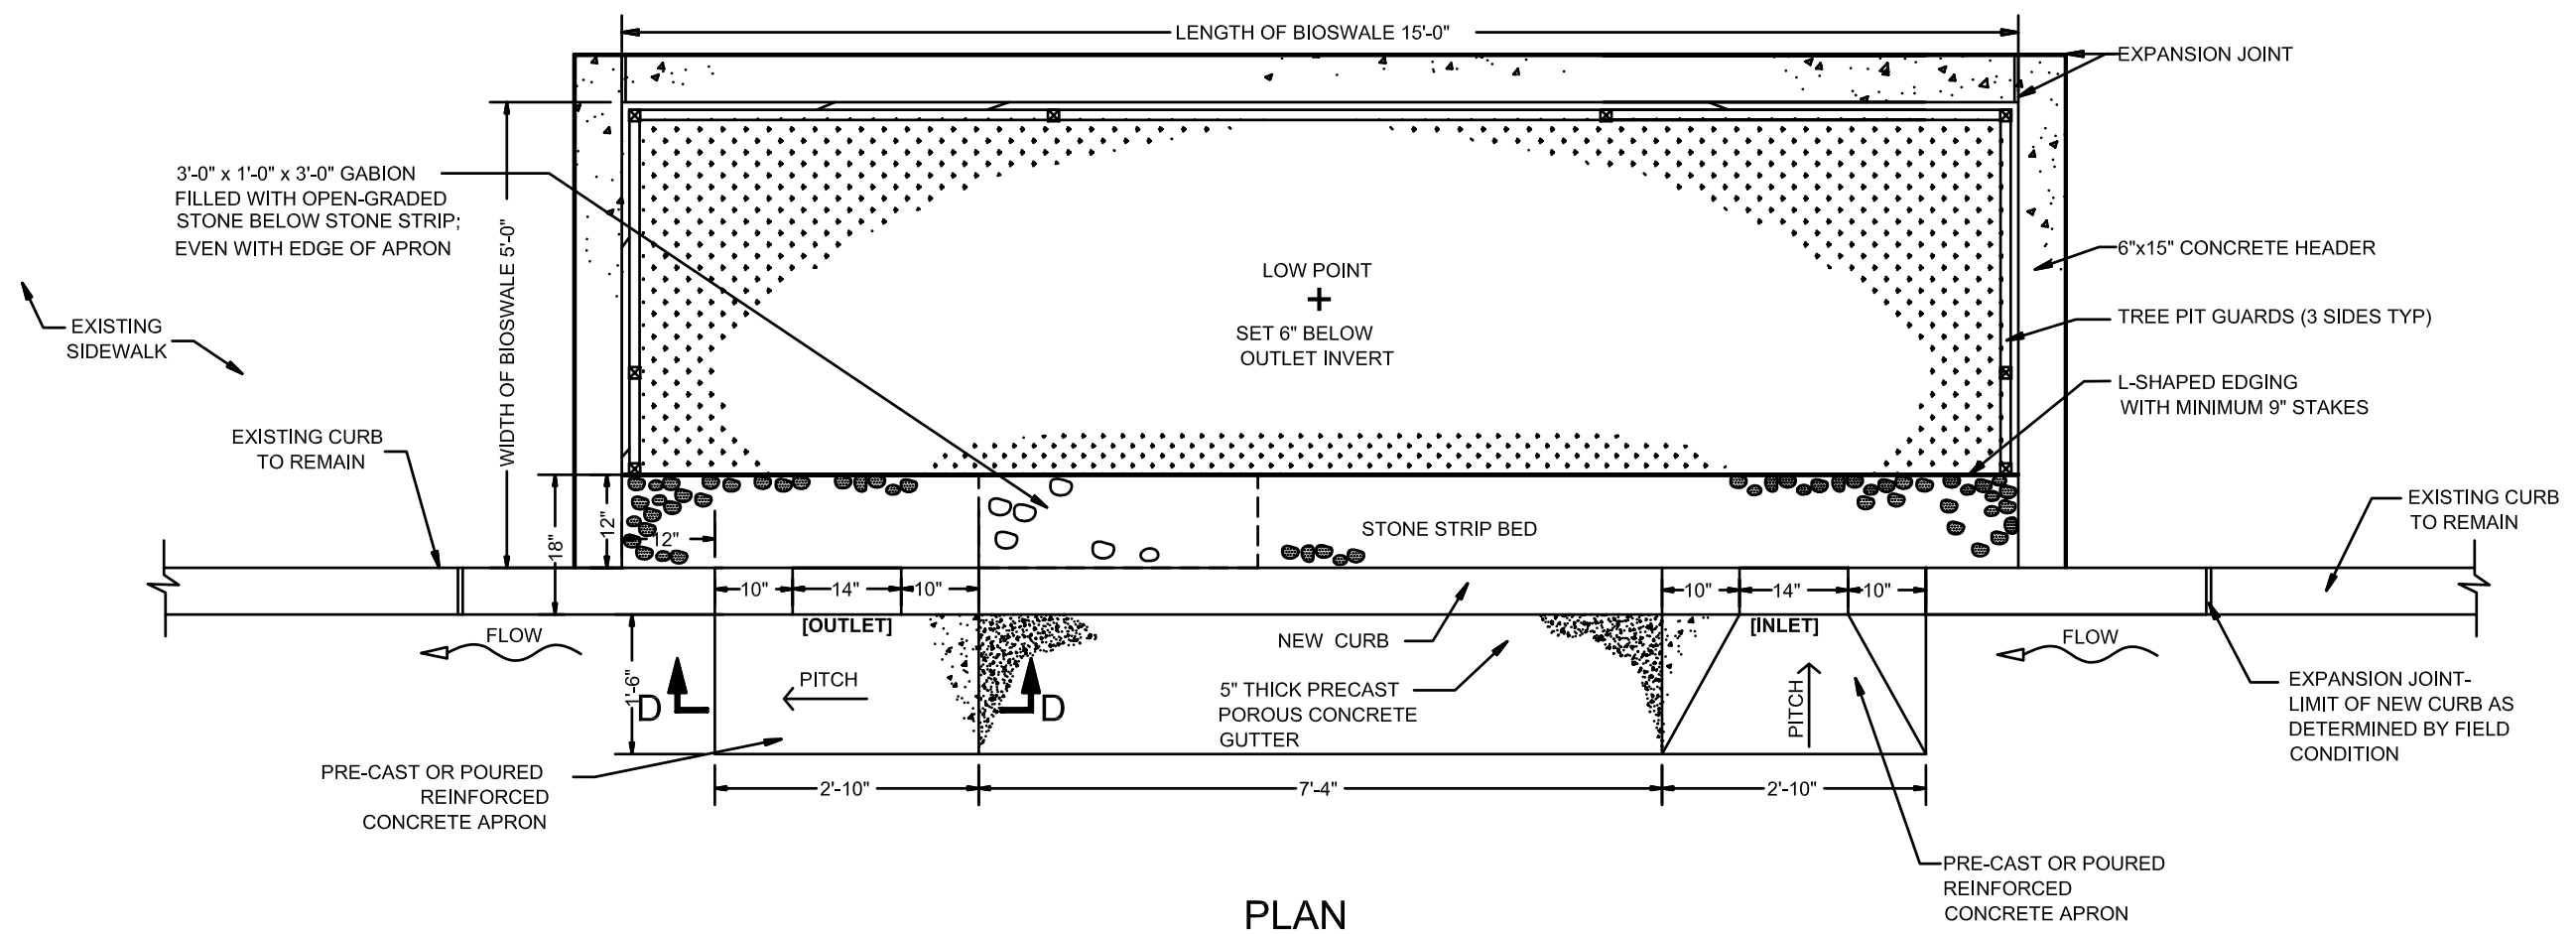 LENGTH OF BIOSWALE 15'-0"
EXPANSION JOINT
3'-0" x 1'-0" x 3'-0" GABION
FILLED WITH OPEN-GRADED
STONE BELOW STONE STRIP;
EVEN WITH EDGE OF APRON
WIDTH OF BIOSWALE 5'-0"
6"x15" CONCRETE HEADER
LOW POINT
SET 6" BELOW
OUTLET INVERT
TREE PIT GUARDS (3 SIDES TYP)
EXISTING
SIDEWALK
L-SHAPED EDGING
WITH MINIMUM 9" STAKES
EXISTING CURB
TO REMAIN
EXISTING CURB
TO REMAIN
18"
12"
12"
STONE STRIP BED
10"
14"
10"
10"
14"
10"
[OUTLET]
[INLET]
FLOW
FLOW
NEW CURB
1'-6"
D
PITCH
D
PITCH
5" THICK PRECAST
POROUS CONCRETE
GUTTER
EXPANSION JOINT-
LIMIT OF NEW CURB AS
DETERMINED BY FIELD
CONDITION
PRE-CAST OR POURED
REINFORCED
CONCRETE APRON
2'-10"
7'-4"
2'-10"
PRE-CAST OR POURED
REINFORCED
CONCRETE APRON
PLAN